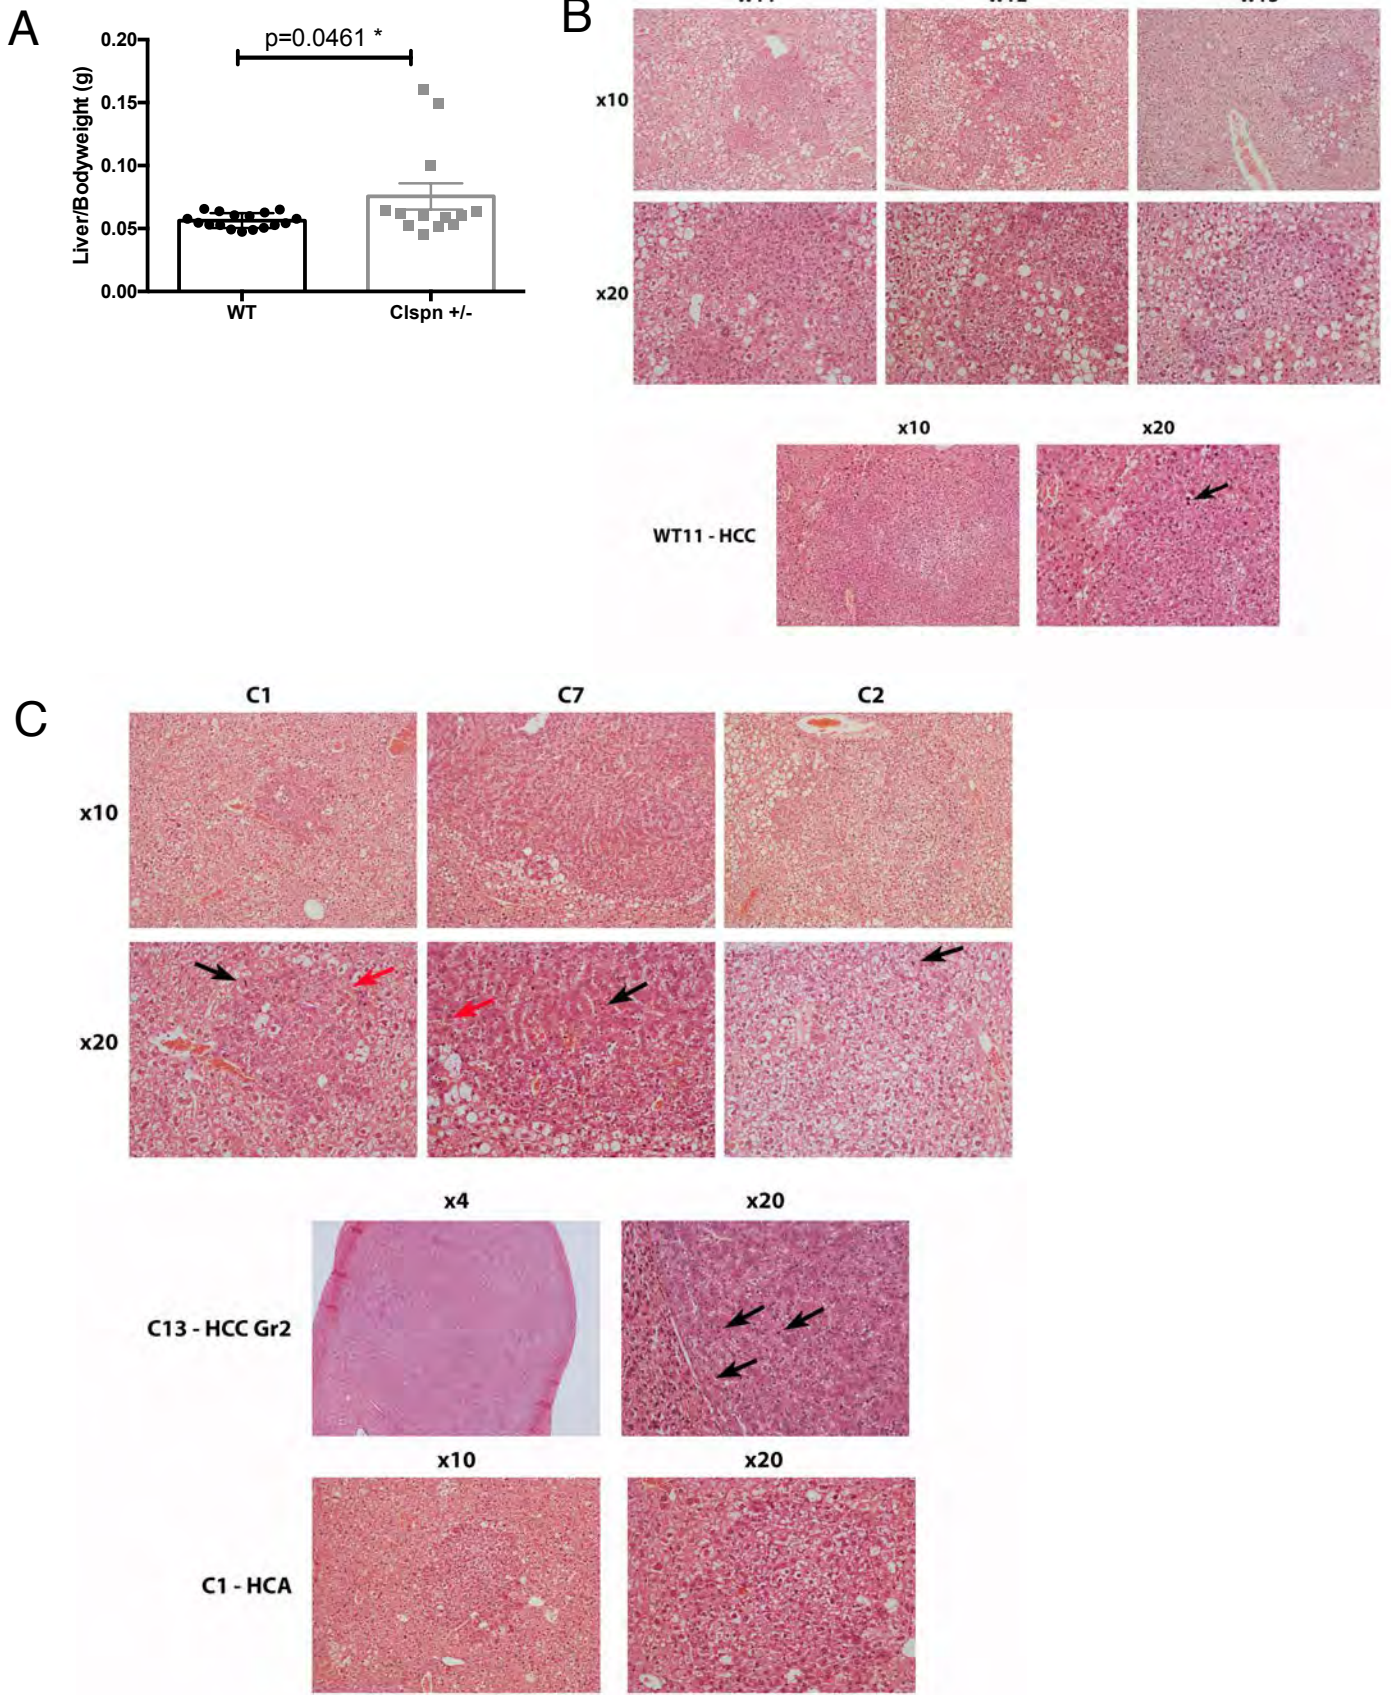 A
p=0.0461 *
Liver/Bodyweight (g)
0.20
0.15
0.10
0.05
0.00
WT
Clspn +/-
B
x10
x20
x10
x20
WT11 - HCC
C
C1
C7
C2
x10
x20
x4
x20
C13 - HCC Gr2
x10
x20
C1 - HCA